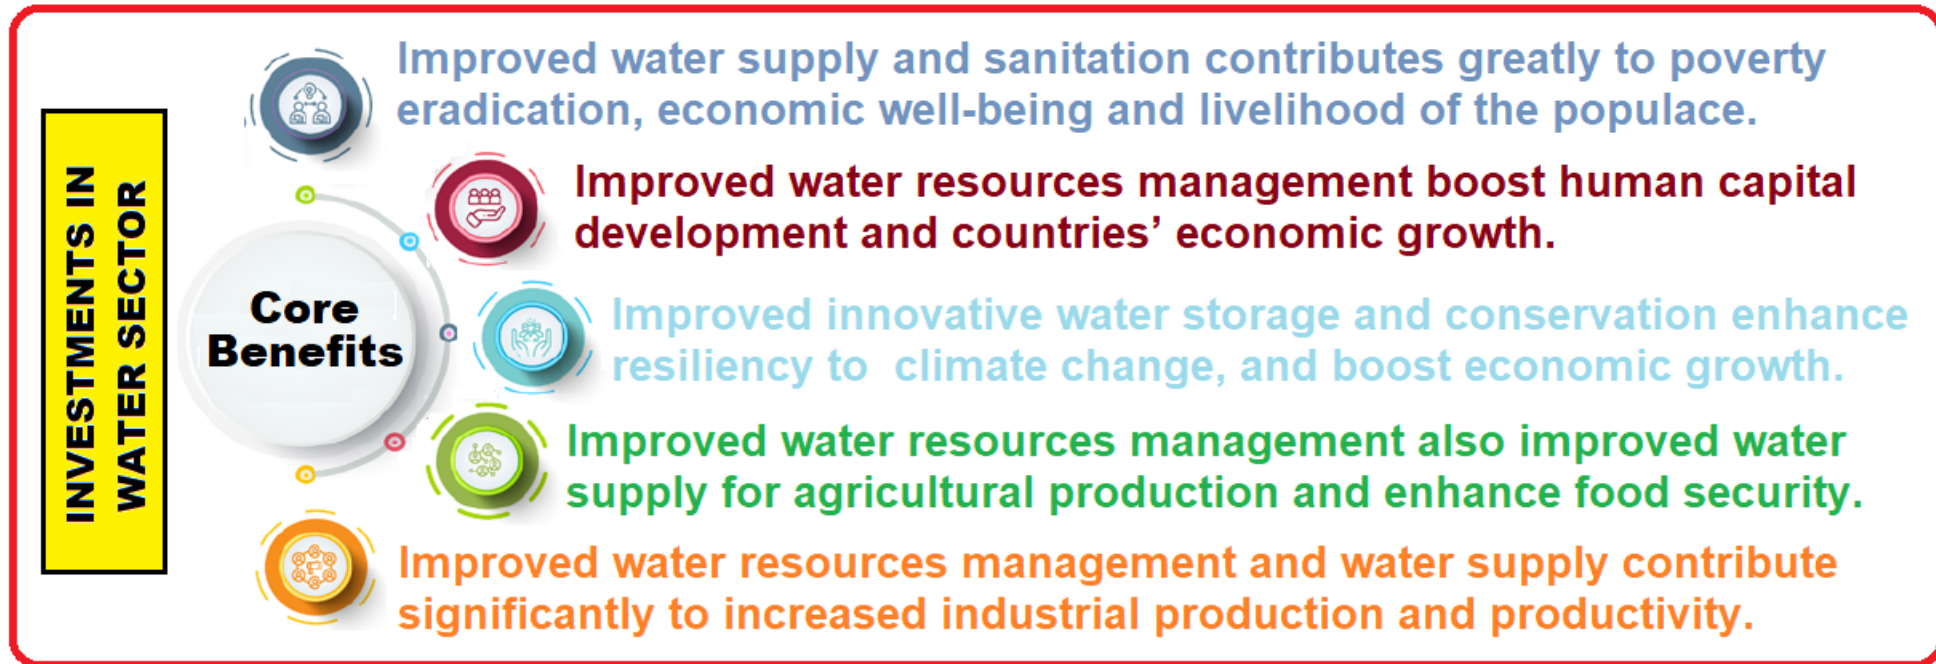 INVESTMENTS IN
WATER SECTOR
Core
Benefits
Improved water supply and sanitation contributes greatly to poverty
eradication, economic well-being and livelihood of the populace.
Improved water resources management boost human capital
development and countries’ economic growth.
Improved innovative water storage and conservation enhance
resiliency to  climate change, and boost economic growth.
Improved water resources management also improved water
supply for agricultural production and enhance food security.
Improved water resources management and water supply contribute
significantly to increased industrial production and productivity.